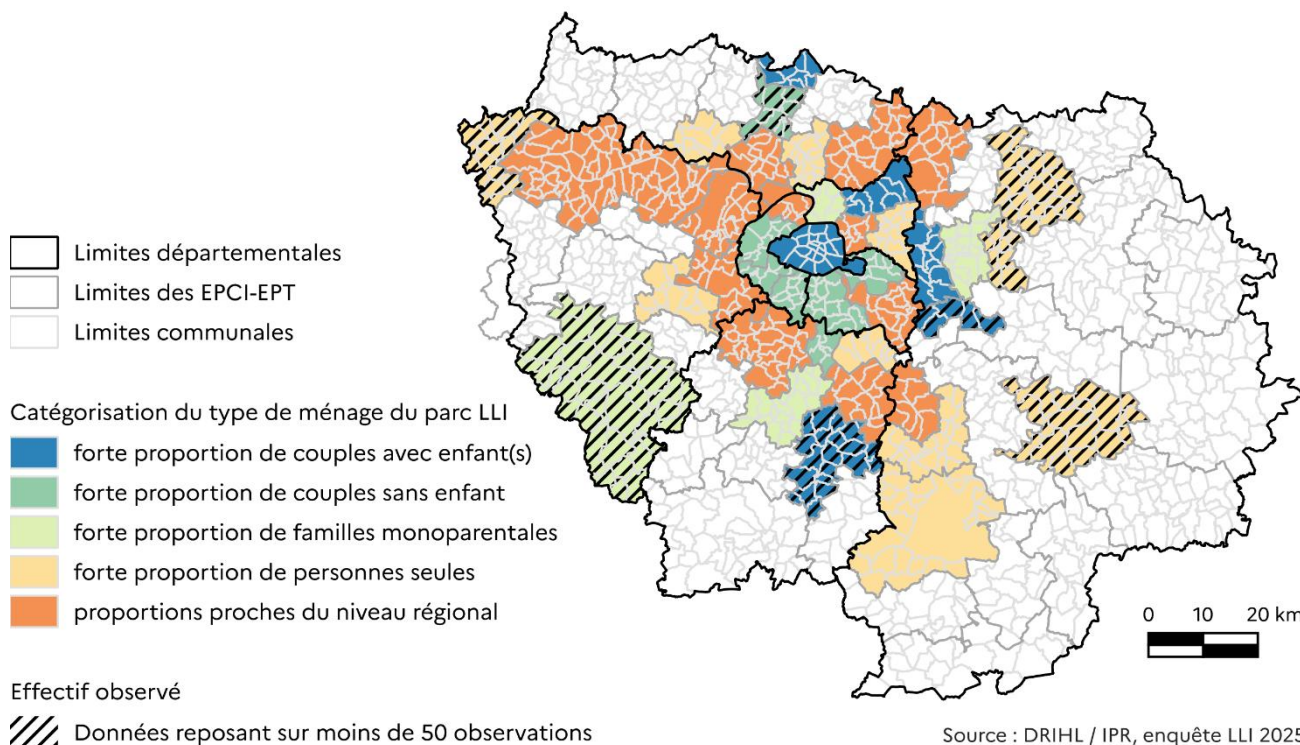 Limites départementales
Limites des EPCI-EPT
Limites communales
Catégorisation du type de ménage du parc LLI
forte proportion de couples avec enfant(s)
forte proportion de couples sans enfant
forte proportion de familles monoparentales
forte proportion de personnes seules
proportions proches du niveau régional
Effectif observé
Données reposant sur moins de 50 observations
0 10 20 km
Source : DRIHL / IPR, enquête LLI 2025